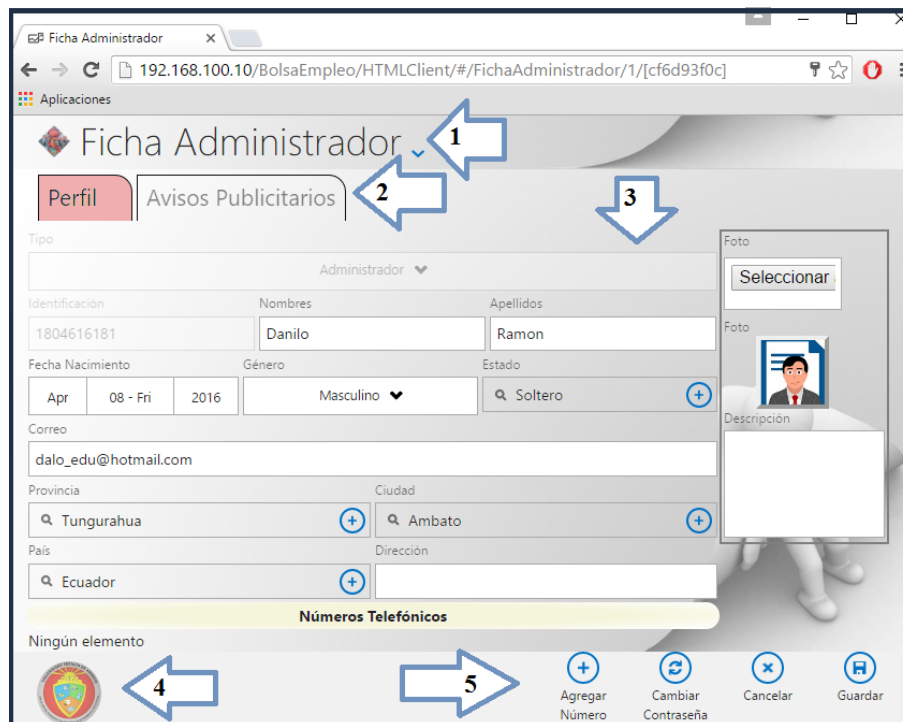 Ficha Administrador
192.168.100.10/BolsaEmpleo/HTMLClient/#/FichaAdministrador/1/[cf6d93f0c]
Aplicaciones
Ficha Administrador
1
Perfil
Avisos Publicitarios
2
3
Tipo
Administrador
Identificación
Nombres
Apellidos
1804616181
Danilo
Ramon
Fecha Nacimiento
Género
Estado
Apr
08 - Fri
2016
Masculino
Soltero
Correo
dalo_edu@hotmail.com
Provincia
Ciudad
Tungurahua
Ambato
País
Dirección
Ecuador
Foto
Seleccionar
Foto
Descripción
Números Telefónicos
Ningún elemento
4
5
Agregar
Número
Cambiar
Contraseña
Cancelar
Guardar